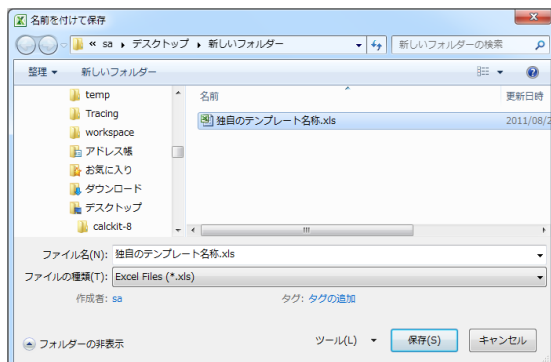 名前を付けて保存
« sa ▸ デスクトップ ▸ 新しいフォルダー
新しいフォルダーの検索
整理 ▼ 新しいフォルダー
temp
Tracing
workspace
アドレス帳
お気に入り
ダウンロード
デスクトップ
calckit-8
名前 更新日時
独自のテンプレート名称.xls 2011/08/2
ファイル名(N): 独自のテンプレート名称.xls
ファイルの種類(T): Excel Files (*.xls)
作成者: sa タグ: タグの追加
フォルダーの非表示 ツール(L) ▼ 保存(S) キャンセル